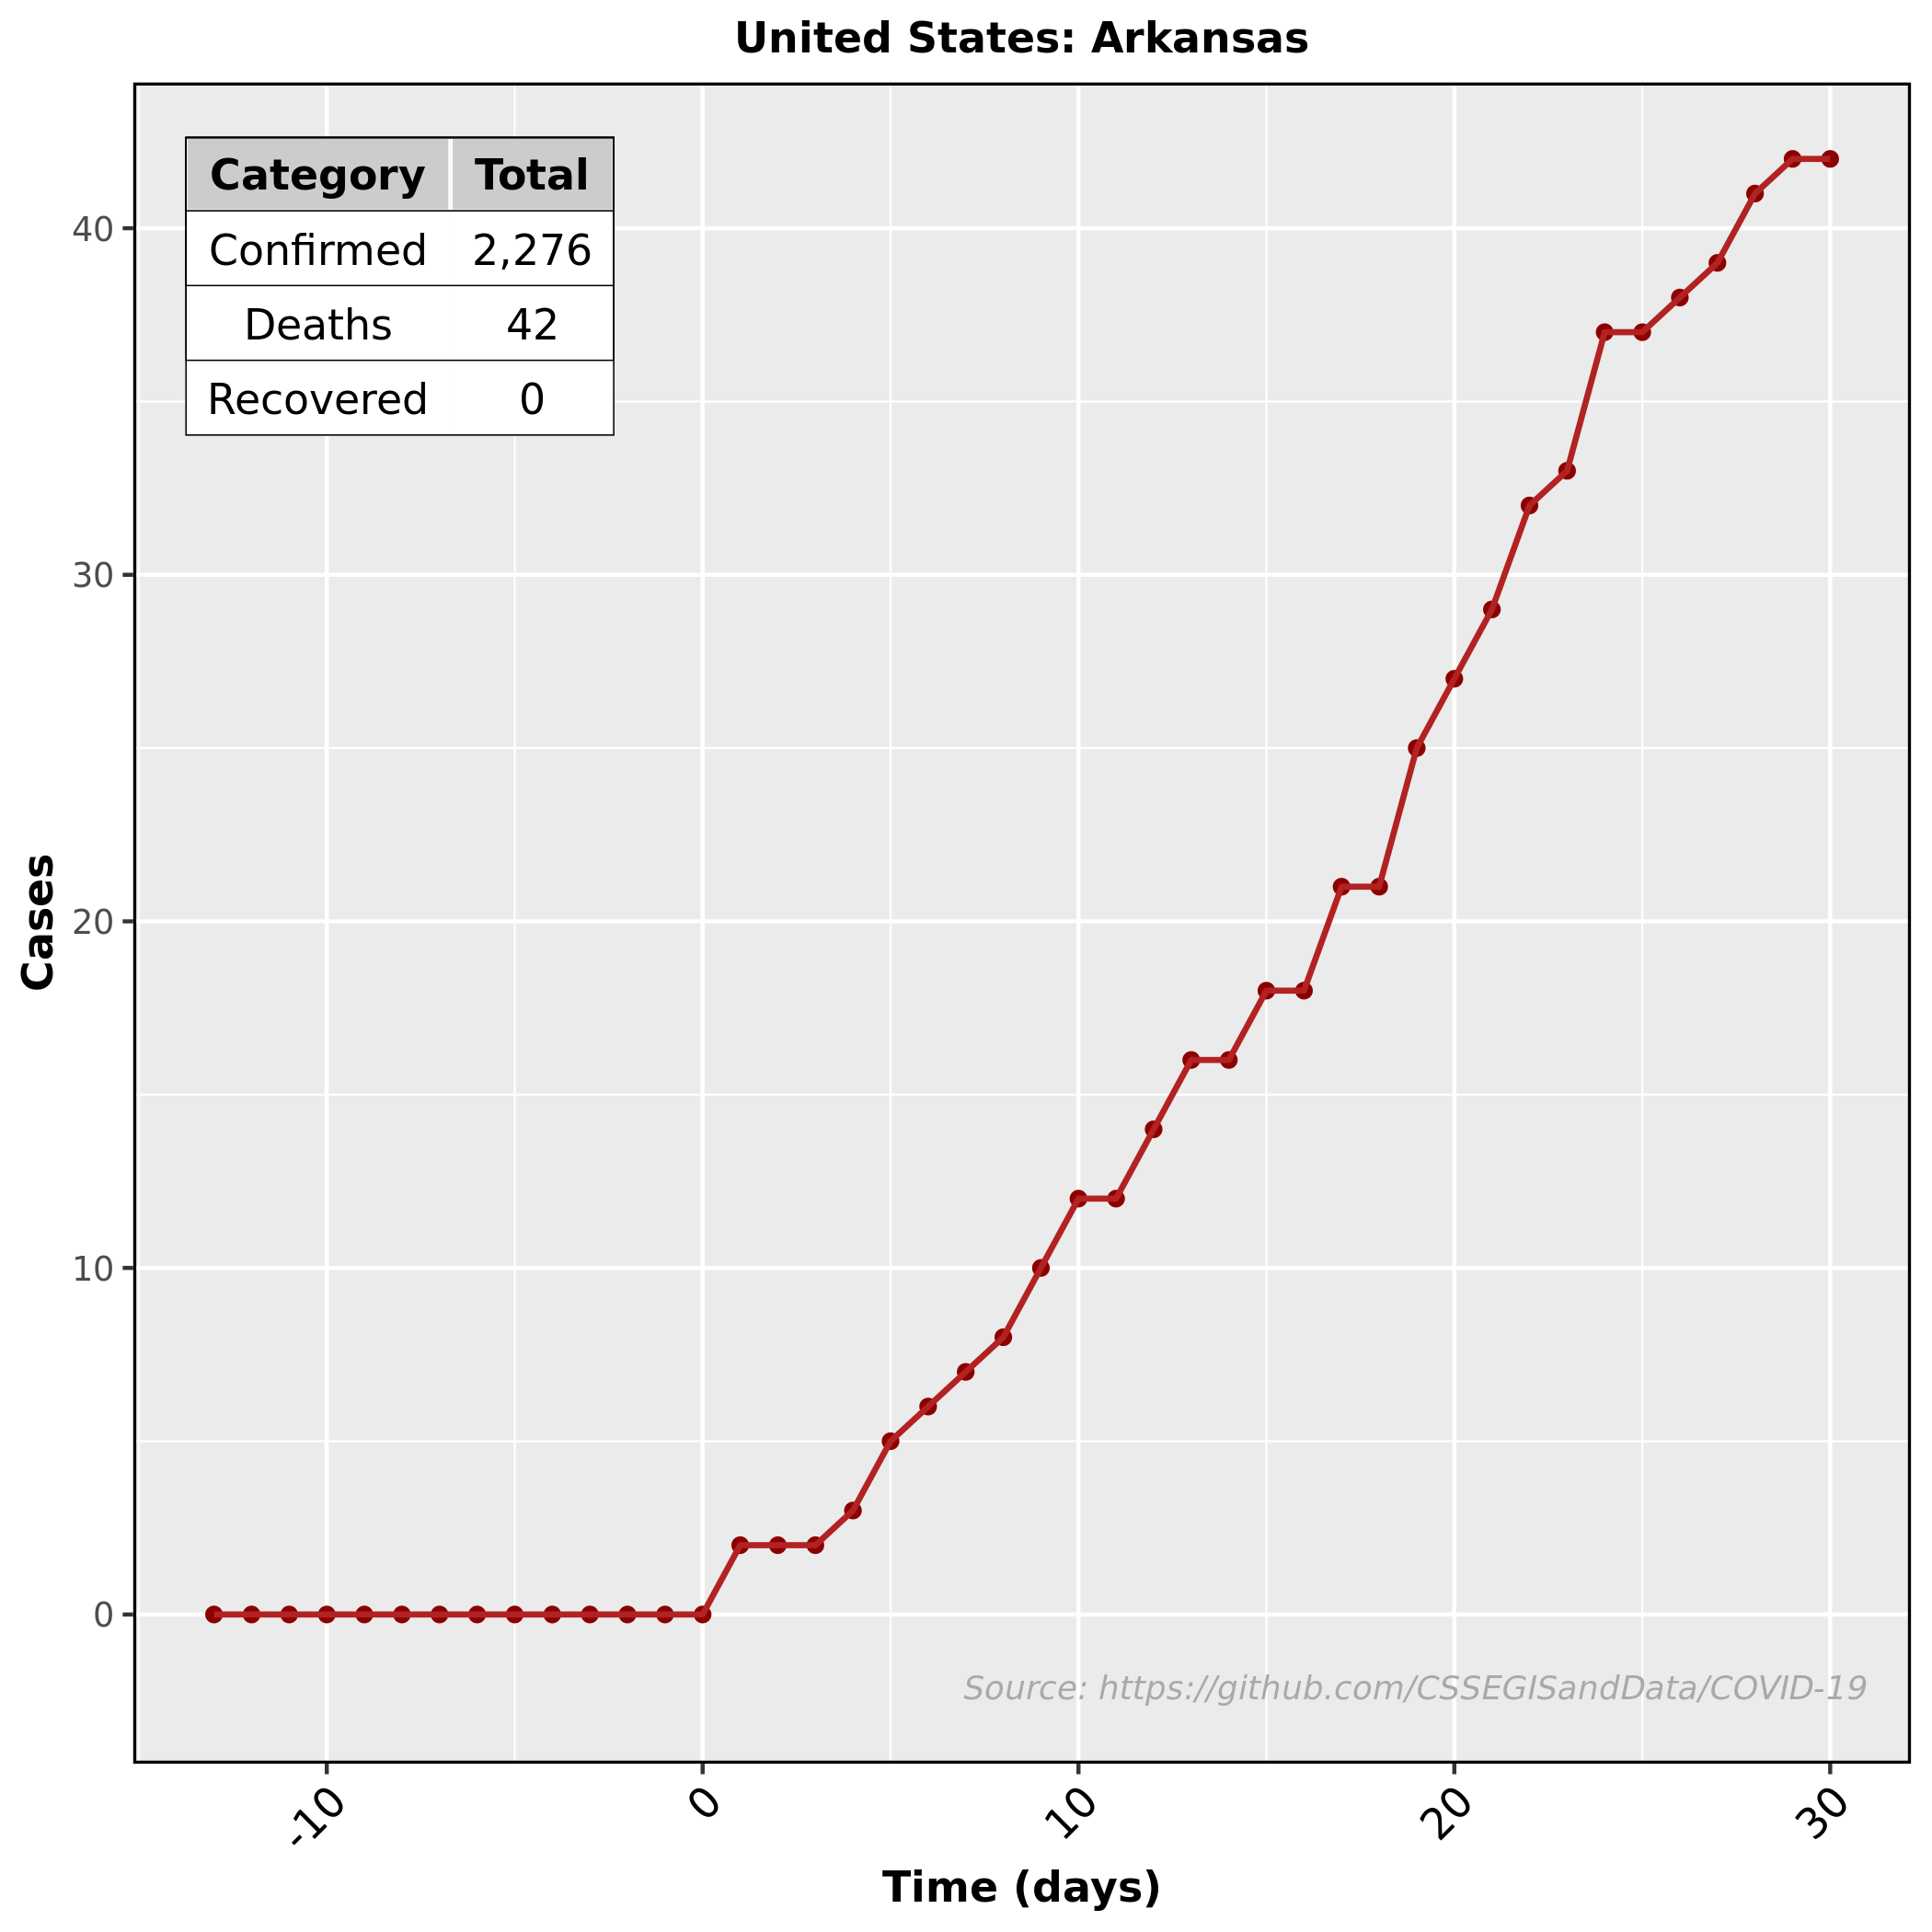 United States: Arkansas
Category Total
Confirmed 2,276
Deaths 42
Recovered 0
40
30
20
10
0
Cases
Source: https://github.com/CSSEGISandData/COVID-19
-10 0 10 20 30
Time (days)